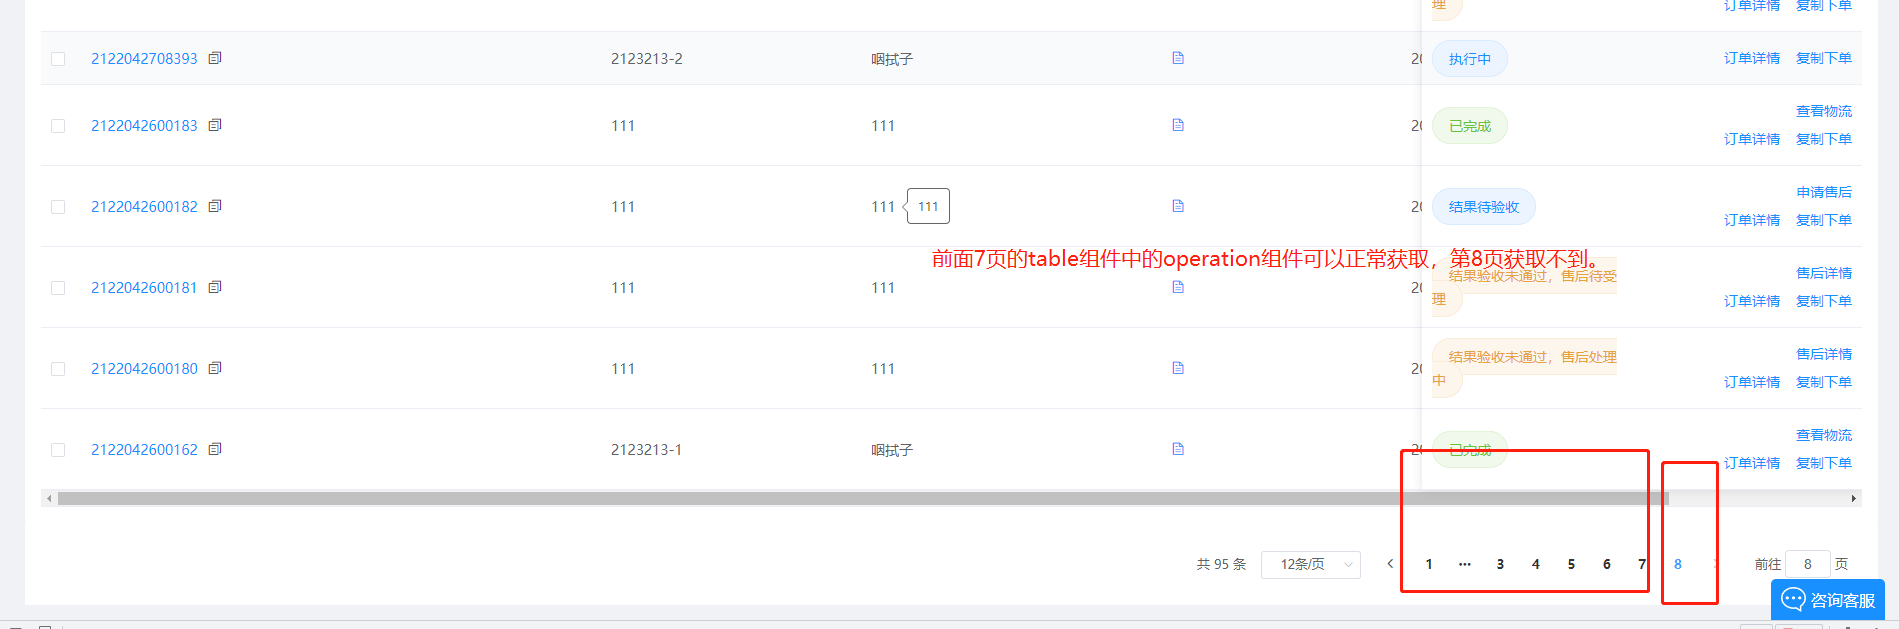 理
订单详情 复制下单
2122042708393 2123213-2 咽拭子 20 执行中 订单详情 复制下单
查看物流
2122042600183 111 111 20 已完成
订单详情 复制下单
申请售后
2122042600182 111 111 111 20 结果待验收
订单详情 复制下单
前面7页的table组件中的operation组件可以正常获取，第8页获取不到。
结果验收未通过，售后待受 售后详情
2122042600181 111 111 20
理 订单详情 复制下单
结果验收未通过，售后处理 售后详情
2122042600180 111 111 20
中 订单详情 复制下单
查看物流
2122042600162 2123213-1 咽拭子 20 已完成
订单详情 复制下单
共 95 条 12条/页 1 ··· 3 4 5 6 7 8 前往 8 页
咨询客服